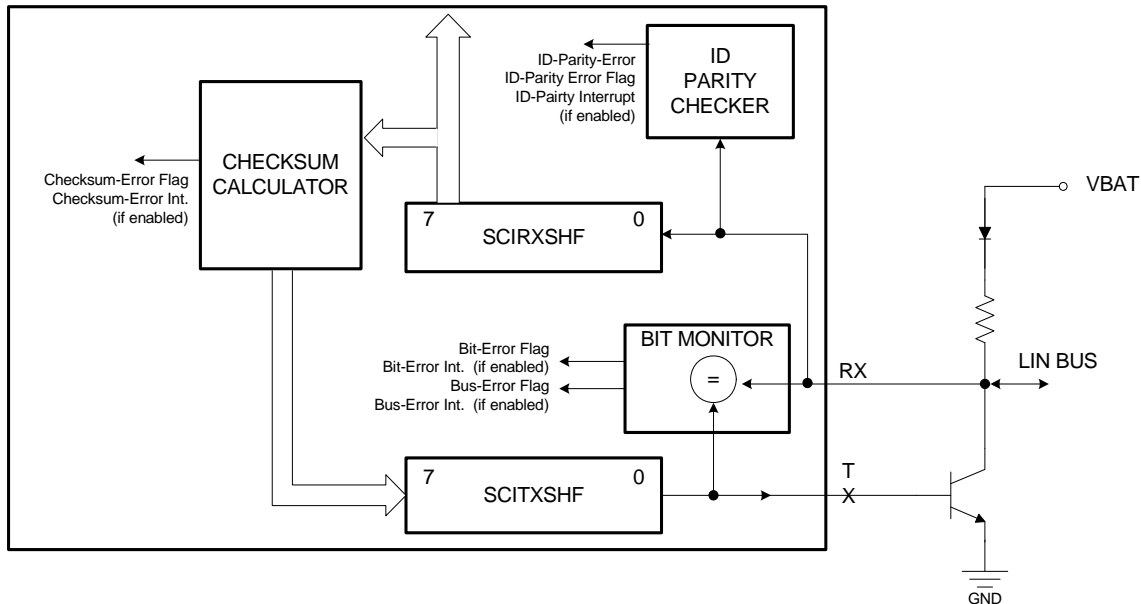 ID-Parity-Error
ID-Parity Error Flag
ID-Pairty Interrupt
(if enabled)
ID
PARITY
CHECKER
CHECKSUM
CALCULATOR
Checksum-Error Flag
Checksum-Error Int.
(if enabled)
VBAT
7 0
SCIRXSHF
BIT MONITOR
=
Bit-Error Flag
Bit-Error Int. (if enabled)
Bus-Error Flag
Bus-Error Int. (if enabled)
RX
LIN BUS
7 0
SCITXSHF
T
X
GND